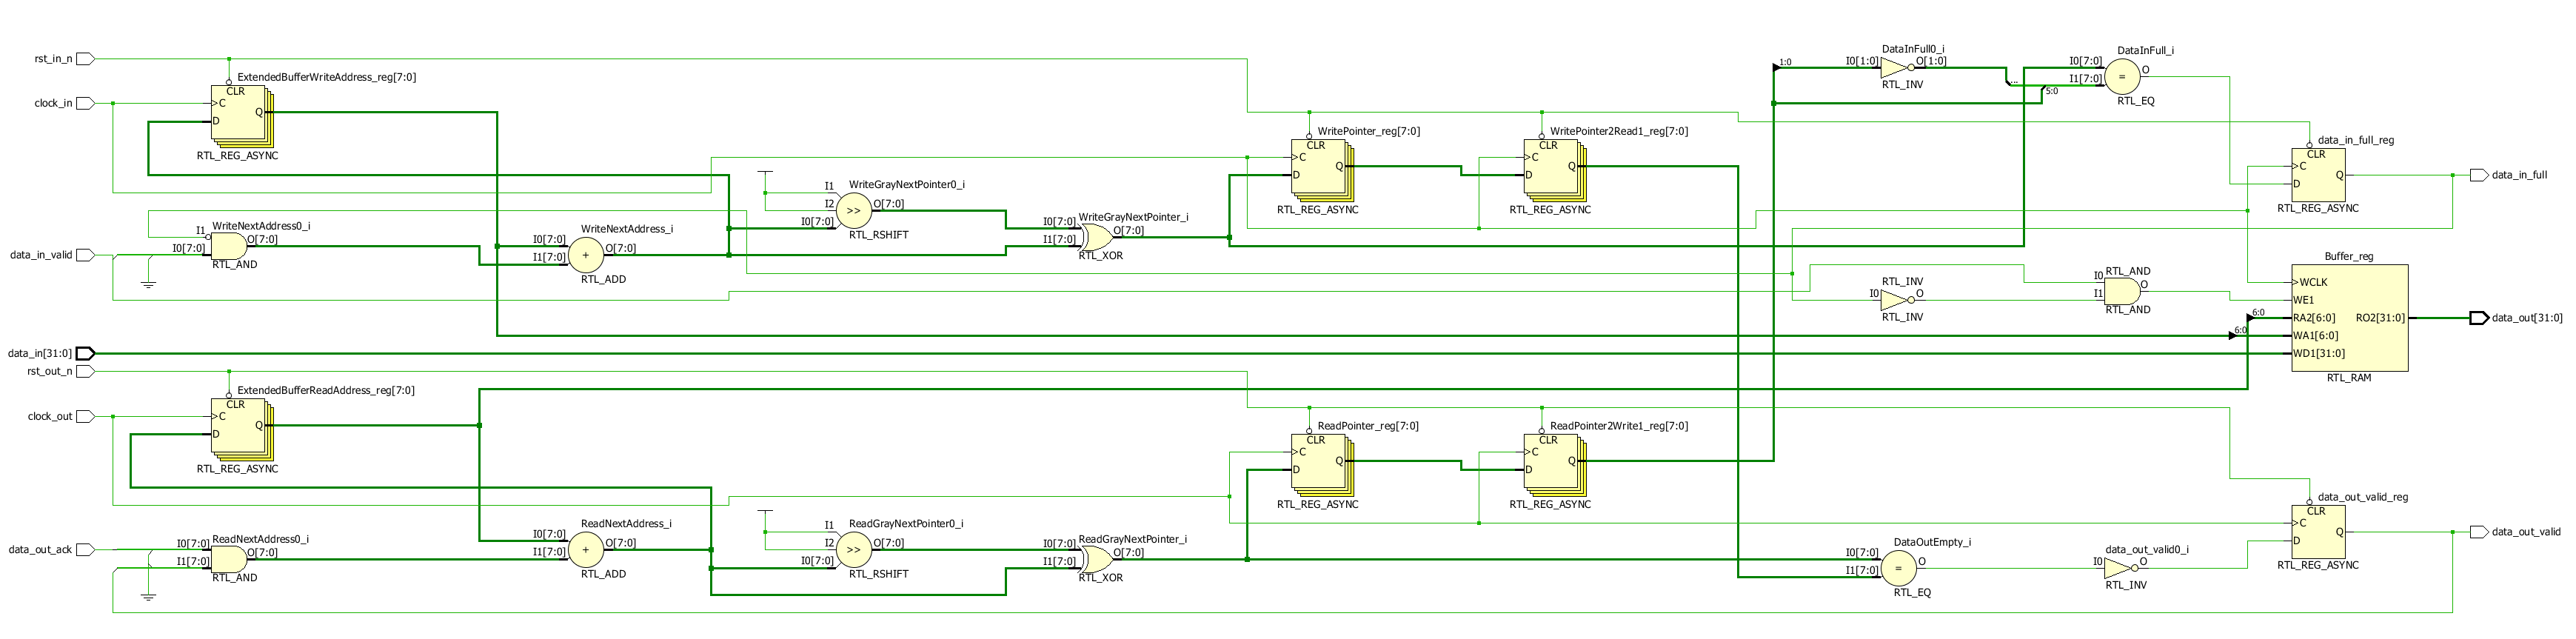 rst_in_n
clock_in
data_in_valid
data_in[31:0]
rst_out_n
clock_out
data_out_ack
ExtendedBufferWriteAddress_reg[7:0]
CLR
C
D
Q
RTL_REG_ASYNC
WriteNextAddress0_i
I1
I0[7:0]
O[7:0]
RTL_AND
WriteNextAddress_i
I0[7:0]
I1[7:0]
+
O[7:0]
RTL_ADD
WriteGrayNextPointer0_i
I1
I2
I0[7:0]
>>
O[7:0]
RTL_RSHIFT
WriteGrayNextPointer_i
I0[7:0]
I1[7:0]
O[7:0]
RTL_XOR
WritePointer_reg[7:0]
CLR
C
D
Q
RTL_REG_ASYNC
WritePointer2Read1_reg[7:0]
CLR
C
D
Q
RTL_REG_ASYNC
1:0
DataInFull0_i
I0[1:0]
O[1:0]
RTL_INV
...
5:0
DataInFull_i
I0[7:0]
I1[7:0]
=
O
RTL_EQ
data_in_full_reg
CLR
C
D
Q
RTL_REG_ASYNC
data_in_full
RTL_INV
I0
O
RTL_INV
RTL_AND
I0
I1
O
RTL_AND
6:0
6:0
Buffer_reg
WCLK
WE1
RA2[6:0]
WA1[6:0]
WD1[31:0]
RO2[31:0]
RTL_RAM
data_out[31:0]
ExtendedBufferReadAddress_reg[7:0]
CLR
C
D
Q
RTL_REG_ASYNC
ReadNextAddress0_i
I0[7:0]
I1[7:0]
O[7:0]
RTL_AND
ReadNextAddress_i
I0[7:0]
I1[7:0]
+
O[7:0]
RTL_ADD
ReadGrayNextPointer0_i
I1
I2
I0[7:0]
>>
O[7:0]
RTL_RSHIFT
ReadGrayNextPointer_i
I0[7:0]
I1[7:0]
O[7:0]
RTL_XOR
ReadPointer_reg[7:0]
CLR
C
D
Q
RTL_REG_ASYNC
ReadPointer2Write1_reg[7:0]
CLR
C
D
Q
RTL_REG_ASYNC
DataOutEmpty_i
I0[7:0]
I1[7:0]
=
O
RTL_EQ
data_out_valid0_i
I0
O
RTL_INV
data_out_valid_reg
CLR
C
D
Q
RTL_REG_ASYNC
data_out_valid